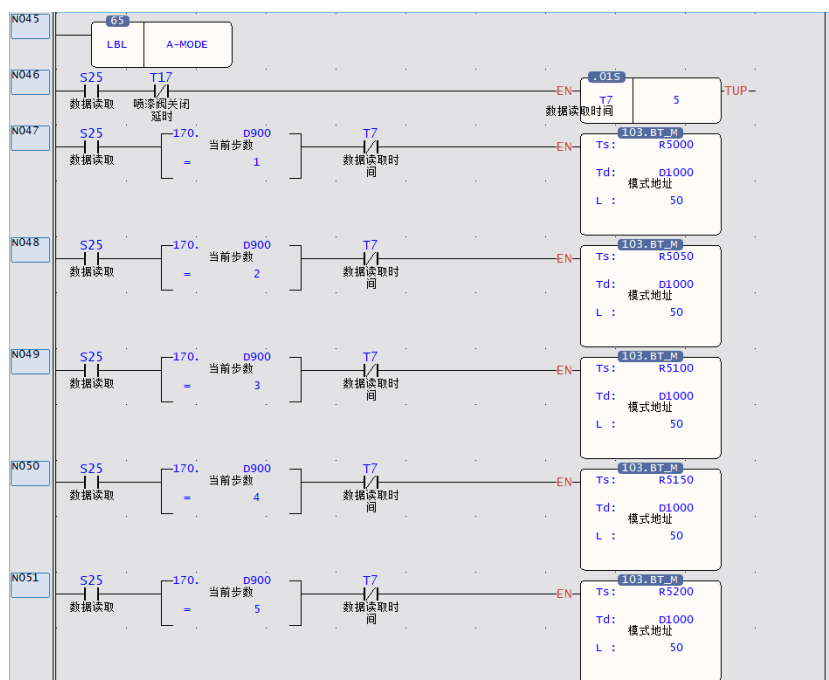 N045
65
LBL A-MODE
N046
S25 T17 .01S
EN TUP
数据读取 喷漆阀关闭延时 T7 5
数据读取时间
N047
S25 170. D900 T7 103.BT_M
当前步数 EN Ts: R5000
数据读取 = 1 数据读取时间 Td: D1000
模式地址
L : 50
N048
S25 170. D900 T7 103.BT_M
当前步数 EN Ts: R5050
数据读取 = 2 数据读取时间 Td: D1000
模式地址
L : 50
N049
S25 170. D900 T7 103.BT_M
当前步数 EN Ts: R5100
数据读取 = 3 数据读取时间 Td: D1000
模式地址
L : 50
N050
S25 170. D900 T7 103.BT_M
当前步数 EN Ts: R5150
数据读取 = 4 数据读取时间 Td: D1000
模式地址
L : 50
N051
S25 170. D900 T7 103.BT_M
当前步数 EN Ts: R5200
数据读取 = 5 数据读取时间 Td: D1000
模式地址
L : 50